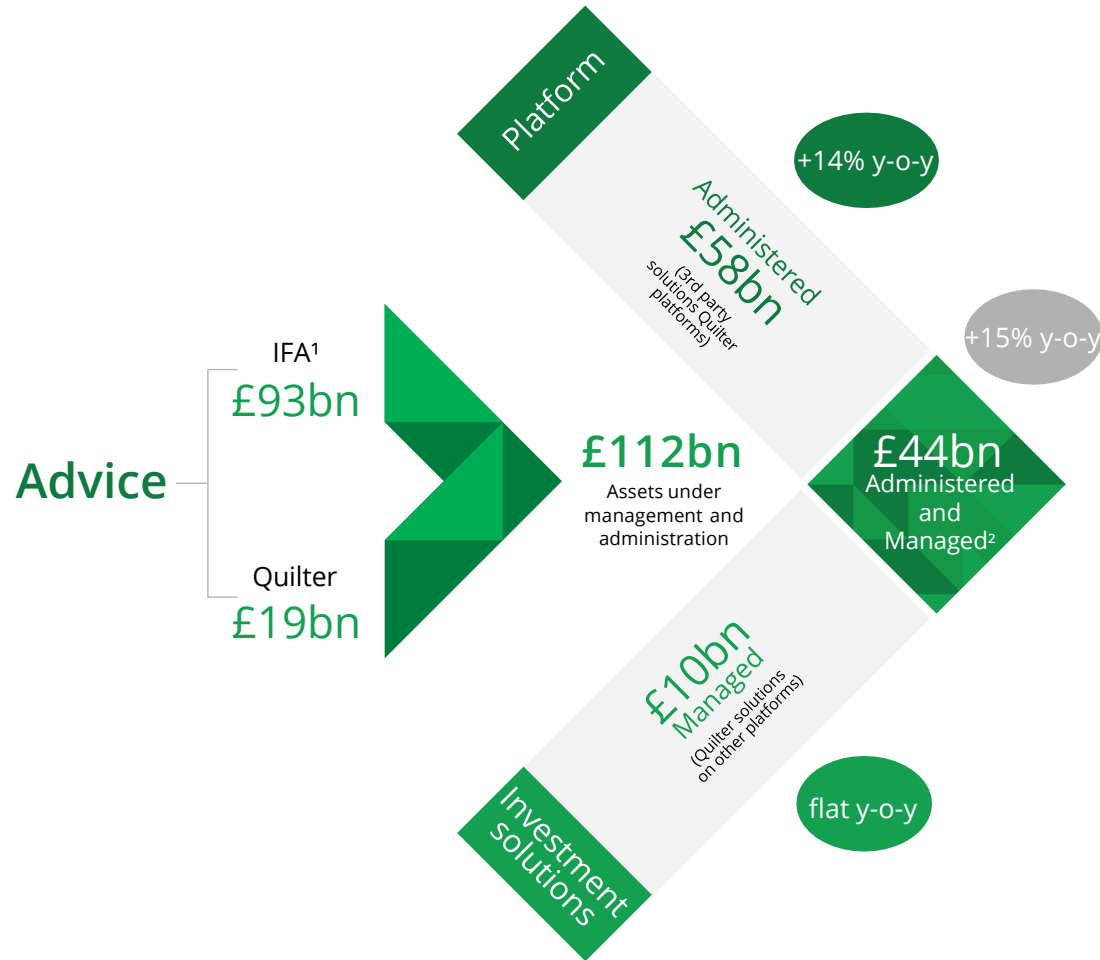 Advice
IFA¹
£93bn
Quilter
£19bn
£112bn
Assets under
management and
administration
Platform
Administered
£58bn
(3rd party
solutions Quilter
platforms)
+14% y-o-y
+15% y-o-y
£44bn
Administered
and
Managed²
£10bn
Managed
(Quilter solutions
on other platforms)
flat y-o-y
Investment
solutions